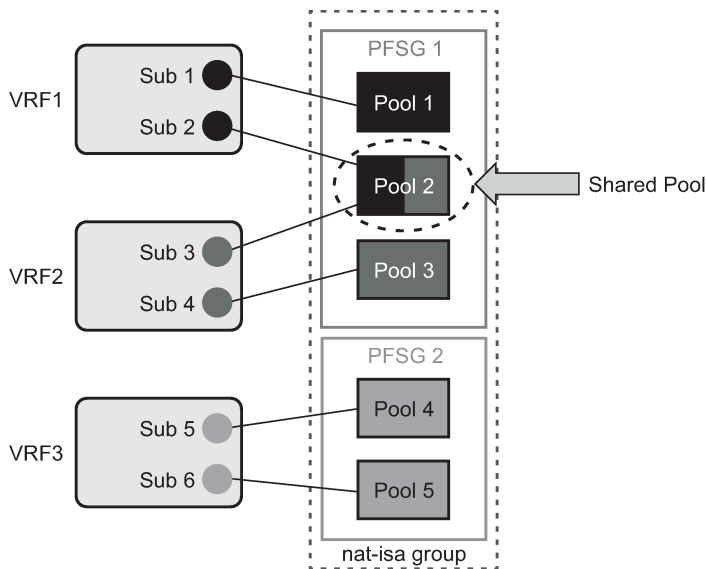 VRF1
Sub 1
Sub 2
VRF2
Sub 3
Sub 4
VRF3
Sub 5
Sub 6
PFSG 1
Pool 1
Pool 2
Pool 3
Shared Pool
PFSG 2
Pool 4
Pool 5
nat-isa group